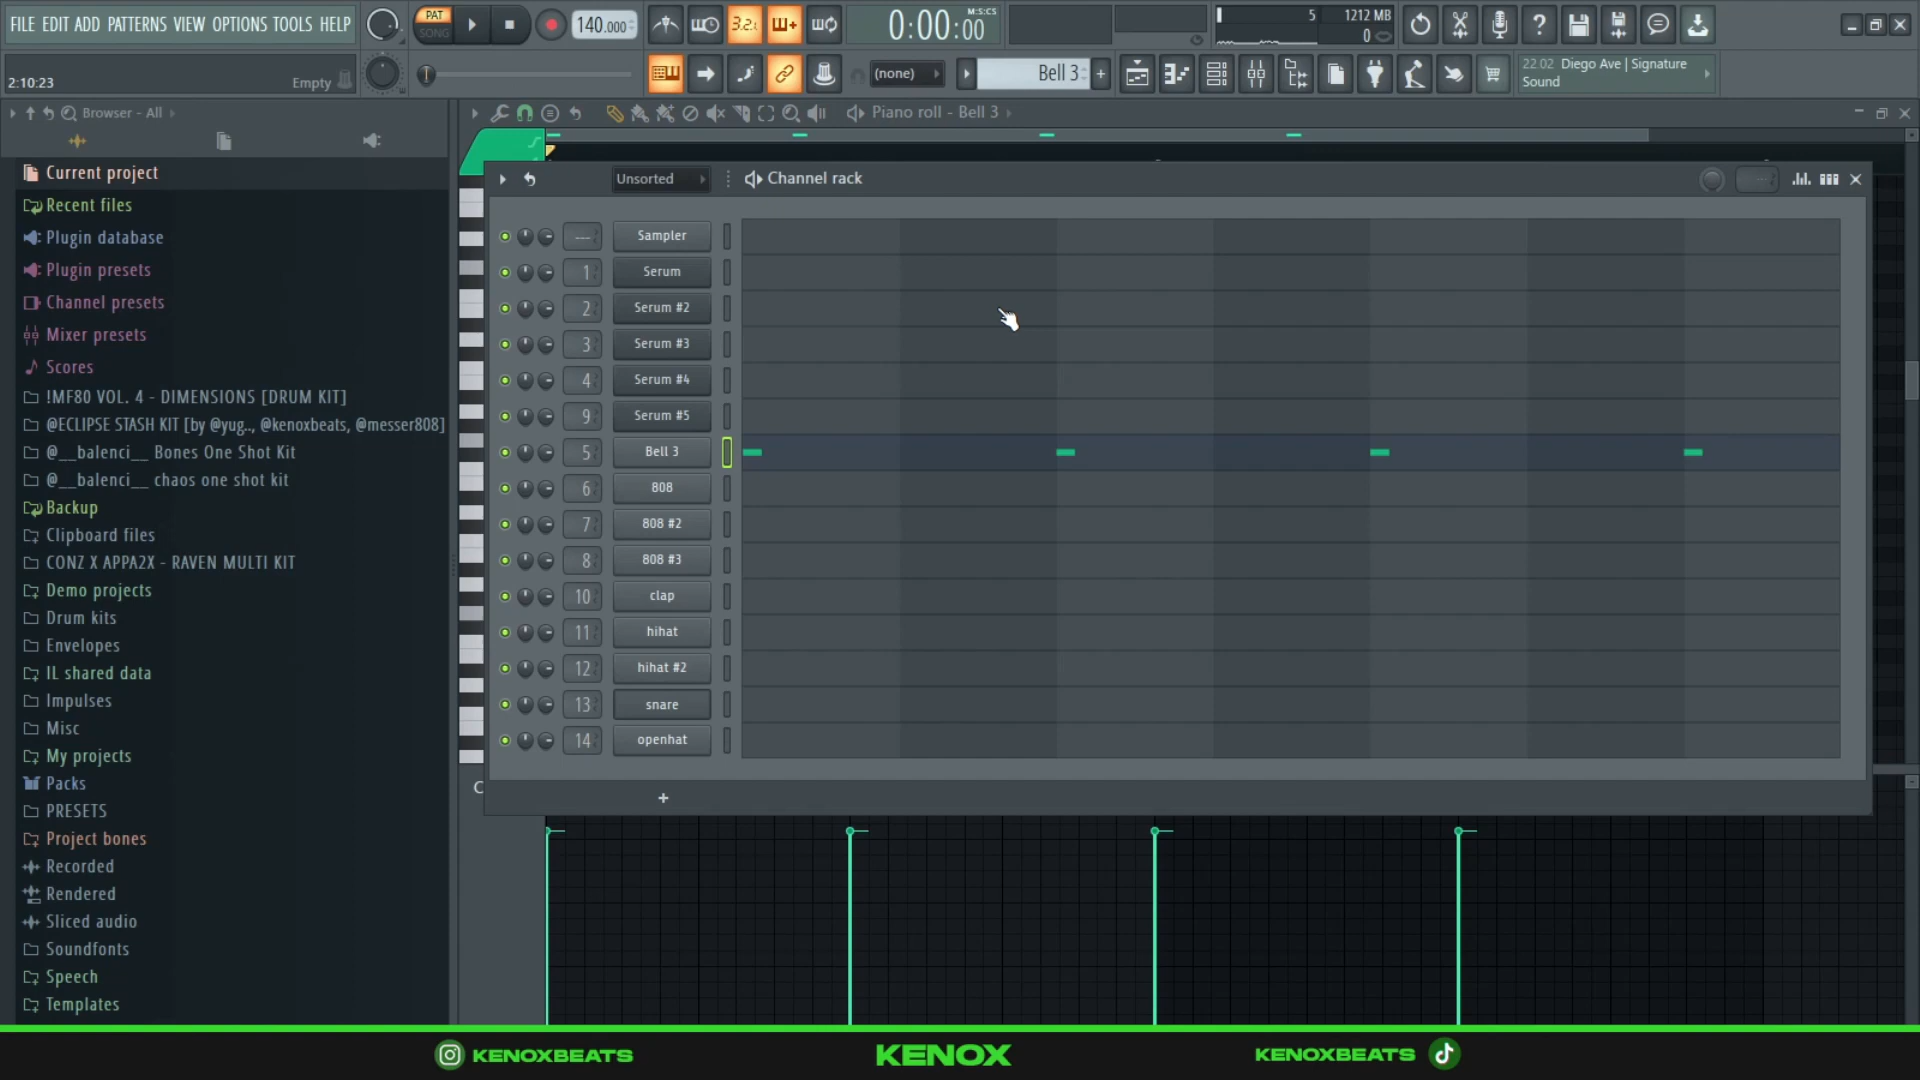 FILE EDIT ADD PATTERNS VIEW OPTIONS TOOLS HELP
PAT
SONG
140.000
3.2.
0:00:00
M:S:CS
5
1212 MB
0
2:10:23
Empty
(none)
Bell 3
+
22.02 Diego Ave | Signature
Sound
Browser - All
Piano roll - Bell 3
Current project
Recent files
Plugin database
Plugin presets
Channel presets
Mixer presets
Scores
!MF80 VOL. 4 - DIMENSIONS [DRUM KIT]
@ECLIPSE STASH KIT [by @yug.., @kenoxbeats, @messer808]
@__balenci__ Bones One Shot Kit
@__balenci__ chaos one shot kit
Backup
Clipboard files
CONZ X APPA2X - RAVEN MULTI KIT
Demo projects
Drum kits
Envelopes
IL shared data
Impulses
Misc
My projects
Packs
PRESETS
Project bones
Recorded
Rendered
Sliced audio
Soundfonts
Speech
Templates
Unsorted
Channel rack
--- Sampler
1 Serum
2 Serum #2
3 Serum #3
4 Serum #4
9 Serum #5
5 Bell 3
6 808
7 808 #2
8 808 #3
10 clap
11 hihat
12 hihat #2
13 snare
14 openhat
+
C
KENOXBEATS
KENOX
KENOXBEATS